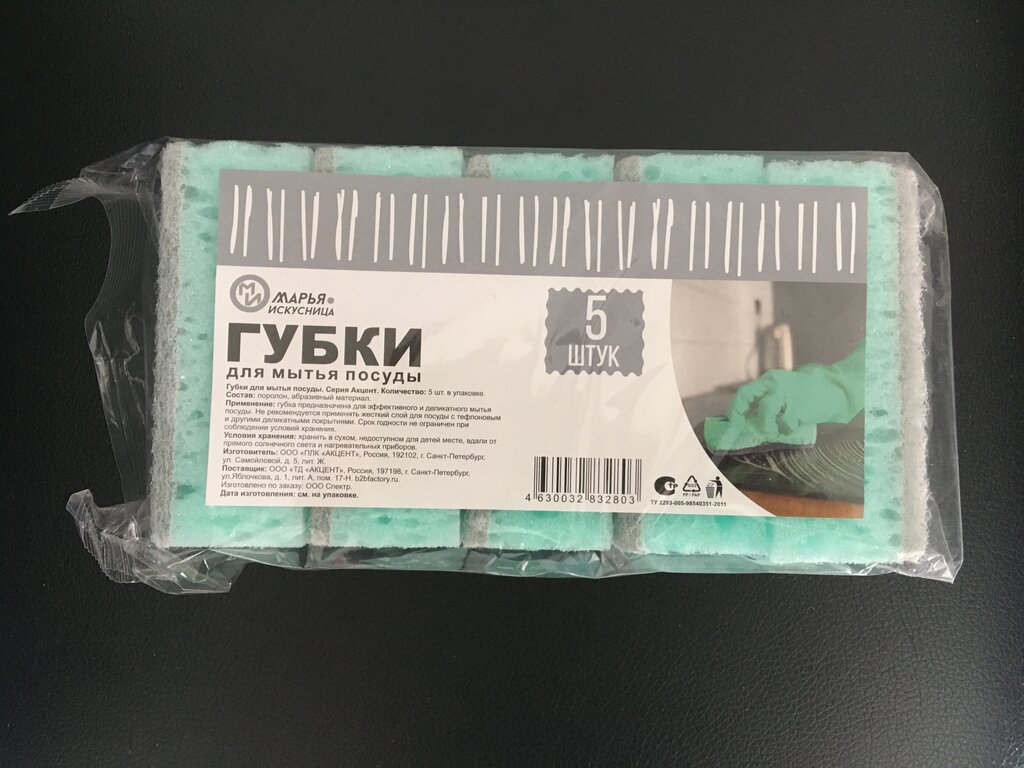 МИ
МАРЬЯ
ИСКУСНИЦА
ГУБКИ
для мытья посуды
5
ШТУК
Губки для мытья посуды. Серия Акцент. Количество: 5 шт. в упаковке.
Состав: поролон, абразивный материал.
Применение: губка предназначена для эффективного и деликатного мытья
посуды. Не рекомендуется применять жесткий слой для посуды с тефлоновым
и другими деликатными покрытиями. Срок годности не ограничен при
соблюдении условий хранения.
Условия хранения: хранить в сухом, недоступном для детей месте, вдали от
прямого солнечного света и нагревательных приборов.
Изготовитель: ООО «ПЛК «АКЦЕНТ», Россия, 192102, г. Санкт-Петербург,
ул. Самойловой, д. 5, лит. Ж.
Поставщик: ООО «ТД «АКЦЕНТ», Россия, 197198, г. Санкт-Петербург,
ул.Яблочкова, д. 1, лит. А, пом. 17-Н. b2bfactory.ru.
Изготовлено по заказу: ООО Спектр.
Дата изготовления: см. на упаковке.
4 630032 832803
PP / PAP
ТУ 2293-005-98540351-2011